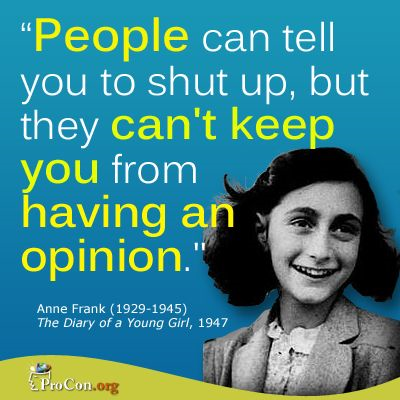 “People can tell
you to shut up, but
they can't keep
you from
having an
opinion."
Anne Frank (1929-1945)
The Diary of a Young Girl, 1947
ProCon.org